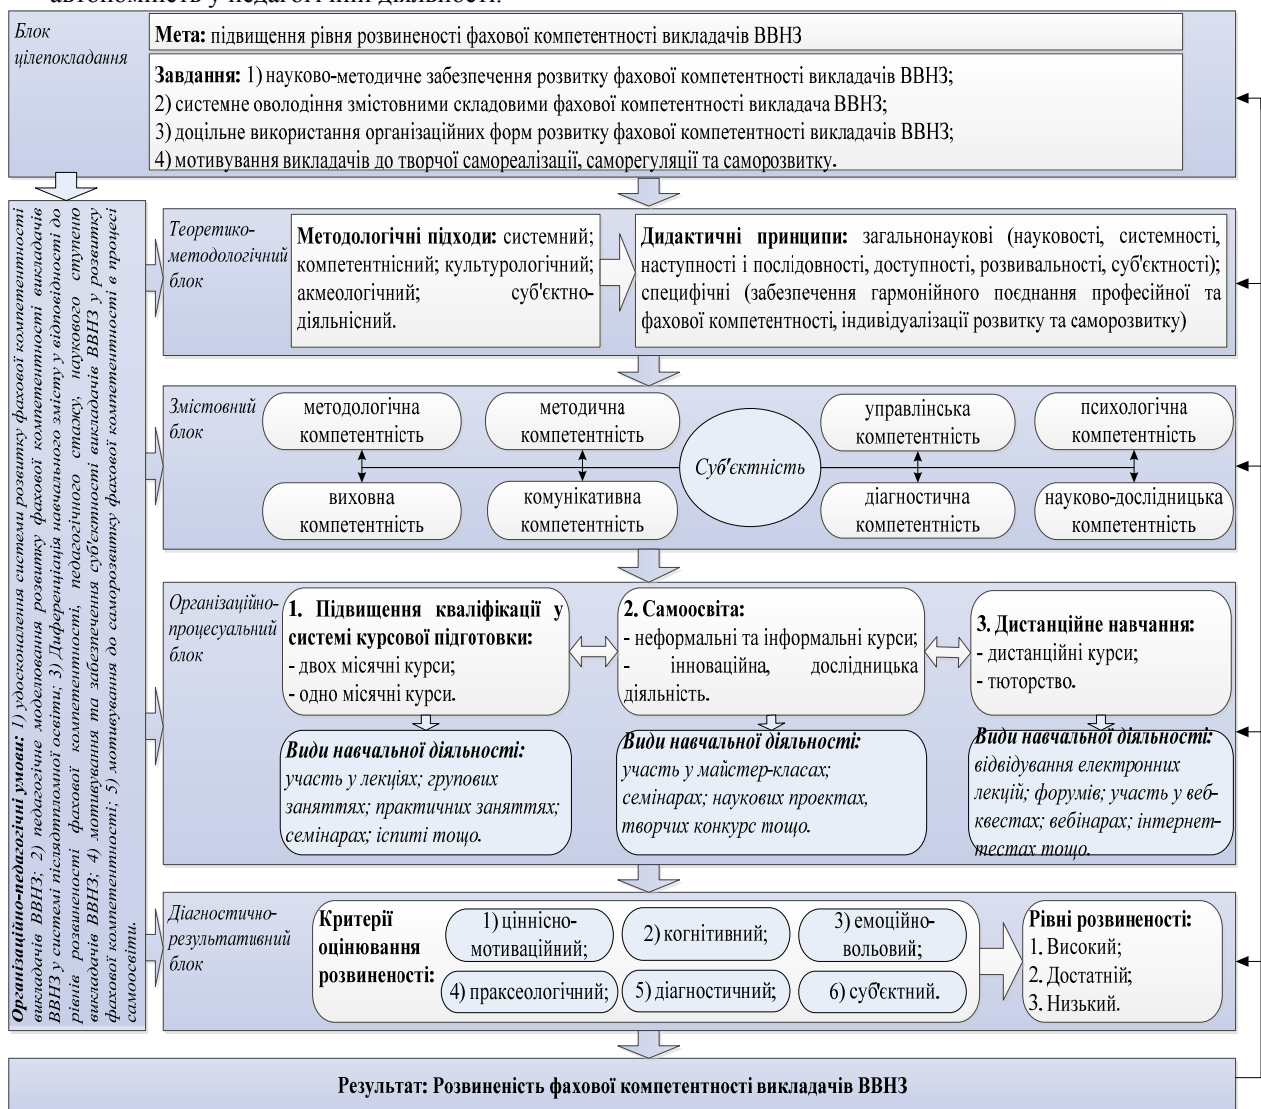 автономність у педагогічній діяльності.
Блок
цілепокладання
Мета: підвищення рівня розвиненості фахової компетентності викладачів ВВНЗ
Завдання: 1) науково-методичне забезпечення розвитку фахової компетентності викладачів ВВНЗ;
2) системне оволодіння змістовними складовими фахової компетентності викладача ВВНЗ;
3) доцільне використання організаційних форм розвитку фахової компетентності викладачів ВВНЗ;
4) мотивування викладачів до творчої самореалізації, саморегуляції та саморозвитку.
Організаційно-педагогічні умови: 1) удосконалення системи розвитку фахової компетентності
викладачів ВВНЗ; 2) педагогічне моделювання розвитку фахової компетентності викладачів
ВВНЗ у системі післядтпломної освіти; 3) Диференціація навчального змісту у відповідності до
рівнів розвиненості фахової компетентності, педагогічного стажу, наукового ступеню
викладачів ВВНЗ; 4) мотивування та забезпечення суб'єктності викладачів ВВНЗ у розвитку
фахової компетентності; 5) мотивування до саморозвитку фахової компетентності в процесі
самоосвіти.
Теоретико-
методологічний
блок
Методологічні підходи: системний;
компетентнісний; культурологічний;
акмеологічний; суб'єктно-
діяльнісний.
Дидактичні принципи: загальнонаукові (науковості, системності,
наступності і послідовності, доступності, розвивальності, суб'єктності);
специфічні (забезпечення гармонійного поєднання професійної та
фахової компетентності, індивідуалізації розвитку та саморозвитку)
Змістовний
блок
методологічна
компетентність
методична
компетентність
управлінська
компетентність
психологічна
компетентність
Суб'єктність
виховна
компетентність
комунікативна
компетентність
діагностична
компетентність
науково-дослідницька
компетентність
Організаційно-
процесуальний
блок
1. Підвищення кваліфікації у
системі курсової підготовки:
- двох місячні курси;
- одно місячні курси.
2. Самоосвіта:
- неформальні та інформальні курси;
- інноваційна, дослідницька
діяльність.
3. Дистанційне навчання:
- дистанційні курси;
- тюторство.
Види навчальної діяльності:
участь у лекціях; групових
заняттях; практичних заняттях;
семінарах; іспиті тощо.
Види навчальної діяльності:
участь у майстер-класах;
семінарах; наукових проектах,
творчих конкурс тощо.
Види навчальної діяльності:
відвідування електронних
лекцій; форумів; участь у веб-
квестах; вебінарах; інтернет-
тестах тощо.
Діагностично-
результативний
блок
Критерії
оцінювання
розвиненості:
1) ціннісно-
мотиваційний;
2) когнітивний;
3) емоційно-
вольовий;
4) праксеологічний;
5) діагностичний;
6) суб'єктний.
Рівні розвиненості:
1. Високий;
2. Достатній;
3. Низький.
Результат: Розвиненість фахової компетентності викладачів ВВНЗ